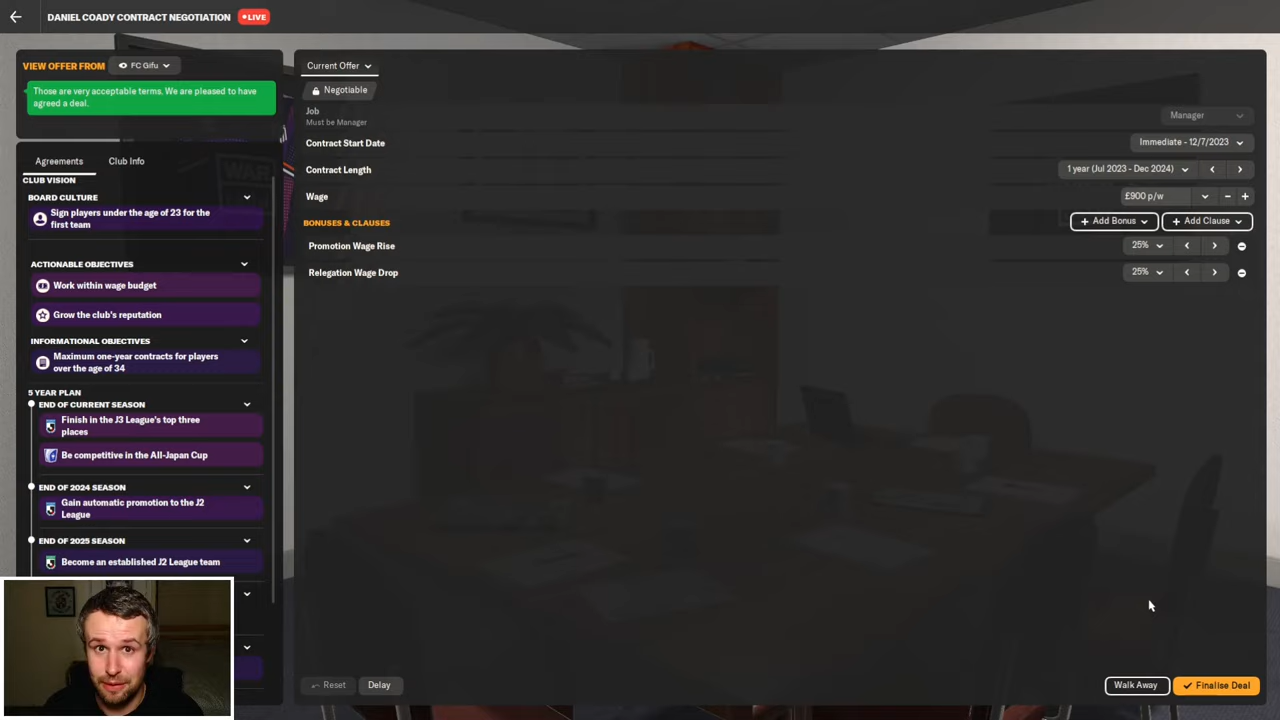 DANIEL COADY CONTRACT NEGOTIATION
LIVE
VIEW OFFER FROM
FC Gifu
Those are very acceptable terms. We are pleased to have
agreed a deal.
Agreements
Club Info
CLUB VISION
BOARD CULTURE
Sign players under the age of 23 for the
first team
ACTIONABLE OBJECTIVES
Work within wage budget
Grow the club's reputation
INFORMATIONAL OBJECTIVES
Maximum one-year contracts for players
over the age of 34
5 YEAR PLAN
END OF CURRENT SEASON
Finish in the J3 League's top three
places
Be competitive in the All-Japan Cup
END OF 2024 SEASON
Gain automatic promotion to the J2
League
END OF 2025 SEASON
Become an established J2 League team
Current Offer
Negotiable
Job
Must be Manager
Manager
Contract Start Date
Immediate - 12/7/2023
Contract Length
1 year (Jul 2023 - Dec 2024)
Wage
£900 p/w
BONUSES & CLAUSES
Add Bonus
Add Clause
Promotion Wage Rise
25%
Relegation Wage Drop
25%
Reset
Delay
Walk Away
Finalise Deal